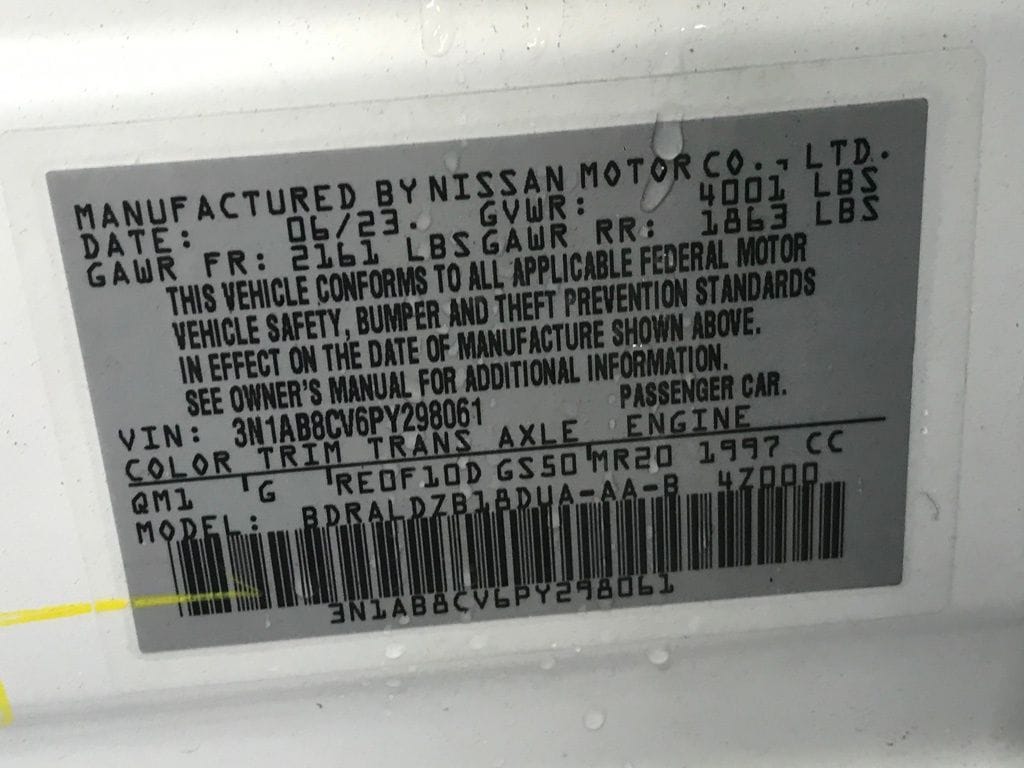 MANUFACTURED BY NISSAN MOTOR CO., LTD.
DATE: 06/23. GVWR: 4001 LBS
GAWR FR: 2161 LBS GAWR RR: 1863 LBS
THIS VEHICLE CONFORMS TO ALL APPLICABLE FEDERAL MOTOR
VEHICLE SAFETY, BUMPER AND THEFT PREVENTION STANDARDS
IN EFFECT ON THE DATE OF MANUFACTURE SHOWN ABOVE.
SEE OWNER'S MANUAL FOR ADDITIONAL INFORMATION.
VIN: 3N1AB8CV6PY298061 PASSENGER CAR.
COLOR TRIM TRANS AXLE ENGINE
QM1 G RE0F10D GS50 MR20 1997 CC
MODEL: BDRALDZB18DUA-AA-B 4Z000
3N1AB8CV6PY298061